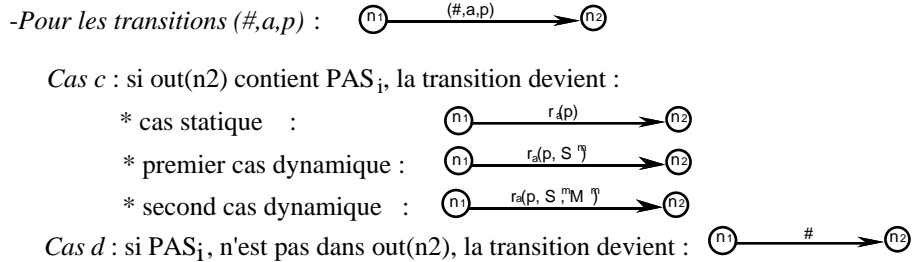 -Pour les transitions (#,a,p) : n1 (#,a,p) n2
Cas c : si out(n2) contient PASi, la transition devient :
* cas statique : n1 ra(p) n2
* premier cas dynamique : n1 ra(p, S m) n2
* second cas dynamique : n1 ra(p, S m, M m) n2
Cas d : si PASi, n'est pas dans out(n2), la transition devient : n1 # n2